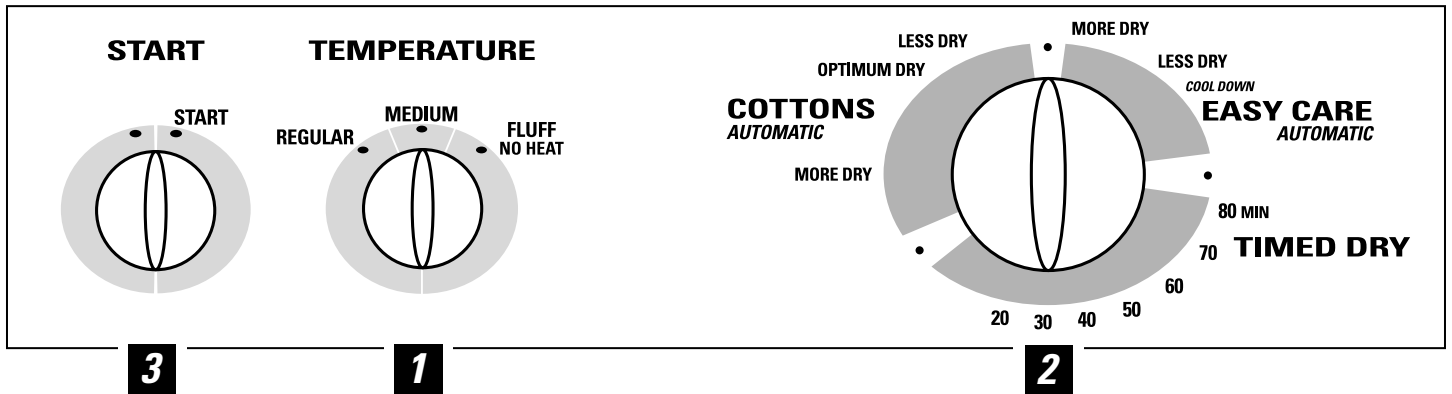 START
START
TEMPERATURE
REGULAR
MEDIUM
FLUFF
NO HEAT
LESS DRY
OPTIMUM DRY
COTTONS
AUTOMATIC
MORE DRY
MORE DRY
LESS DRY
COOL DOWN
EASY CARE
AUTOMATIC
80 MIN
70
TIMED DRY
60
50
40
30
20
3
1
2